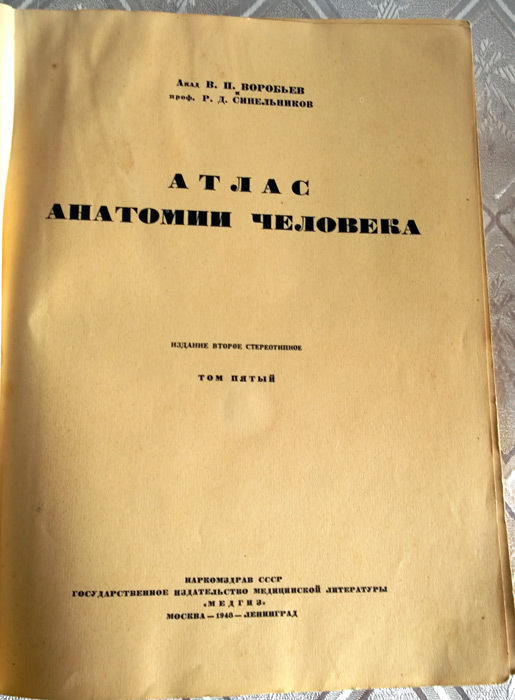 Акад В. П. ВОРОБЬЕВ
и
проф. Р. Д. СИНЕЛЬНИКОВ
АТЛАС
АНАТОМИИ ЧЕЛОВЕКА
ИЗДАНИЕ ВТОРОЕ СТЕРЕОТИПНОЕ
ТОМ ПЯТЫЙ
НАРКОМЗДРАВ СССР
ГОСУДАРСТВЕННОЕ ИЗДАТЕЛЬСТВО МЕДИЦИНСКОЙ ЛИТЕРАТУРЫ
«МЕДГИЗ»
МОСКВА — 1948 — ЛЕНИНГРАД